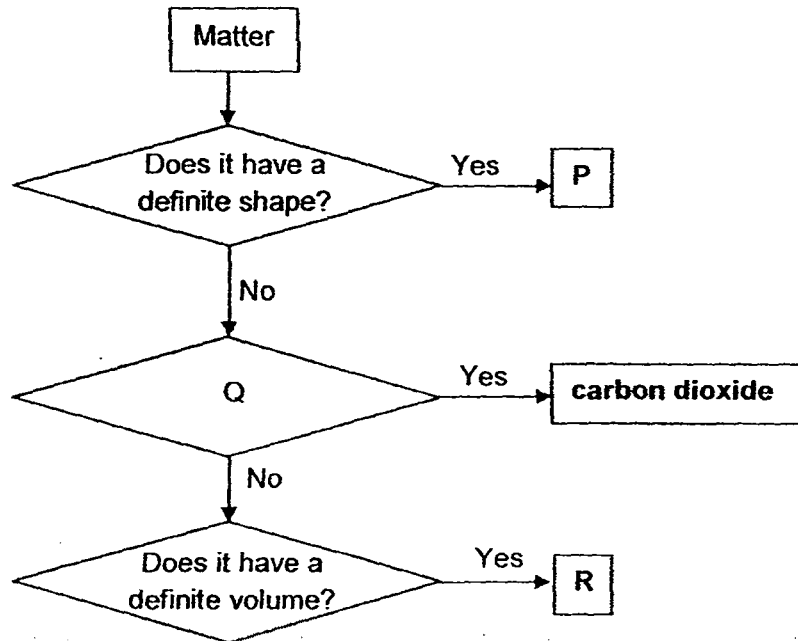 Matter
Does it have a
definite shape?
Yes
P
No
Q
Yes
carbon dioxide
No
Does it have a
definite volume?
Yes
R